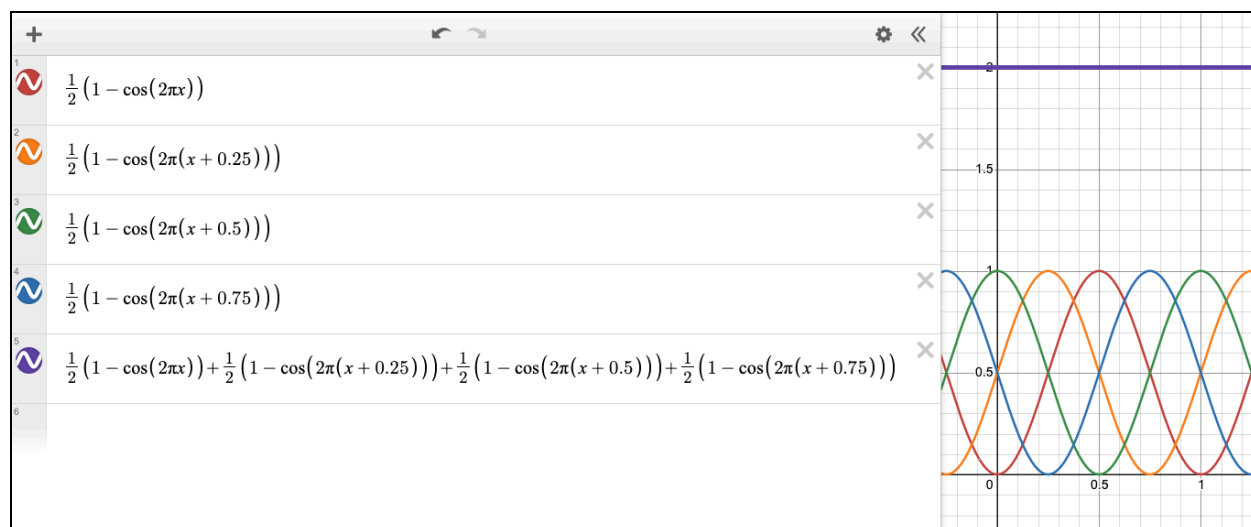 1
½(1 − cos(2πx))
2
½(1 − cos(2π(x + 0.25)))
3
½(1 − cos(2π(x + 0.5)))
4
½(1 − cos(2π(x + 0.75)))
5
½(1 − cos(2πx))+½(1 − cos(2π(x + 0.25)))+½(1 − cos(2π(x + 0.5)))+½(1 − cos(2π(x + 0.75)))
6
2
1.5
1
0.5
0 0.5 1